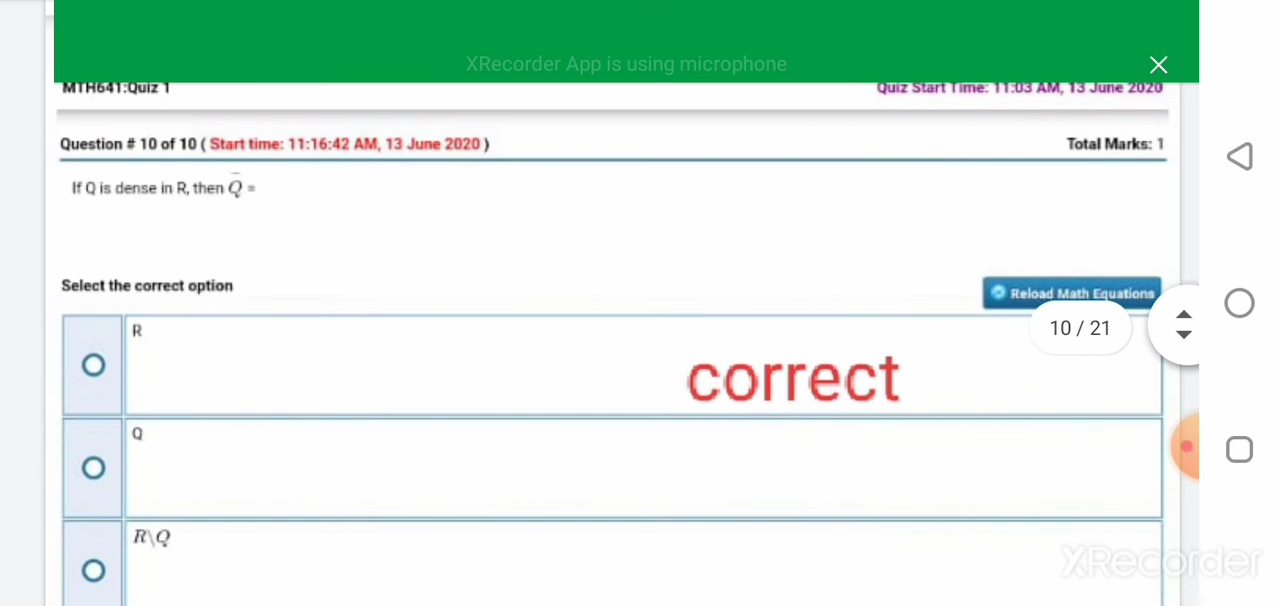 XRecorder App is using microphone
MTH641:Quiz 1
Quiz Start Time: 11:03 AM, 13 June 2020
Question # 10 of 10 ( Start time: 11:16:42 AM, 13 June 2020 )
Total Marks: 1
If Q is dense in R, then Q̄ =
Select the correct option
Reload Math Equations
10 / 21
R
correct
Q
R\Q
XRecorder